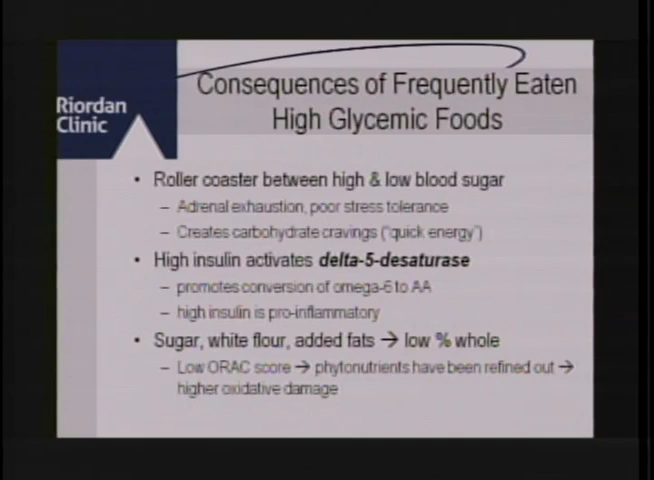 Riordan
Clinic
Consequences of Frequently Eaten
High Glycemic Foods
• Roller coaster between high & low blood sugar
– Adrenal exhaustion, poor stress tolerance
– Creates carbohydrate cravings ("quick energy")
• High insulin activates delta-5-desaturase
– promotes conversion of omega-6 to AA
– high insulin is pro-inflammatory
• Sugar, white flour, added fats → low % whole
– Low ORAC score → phytonutrients have been refined out →
higher oxidative damage